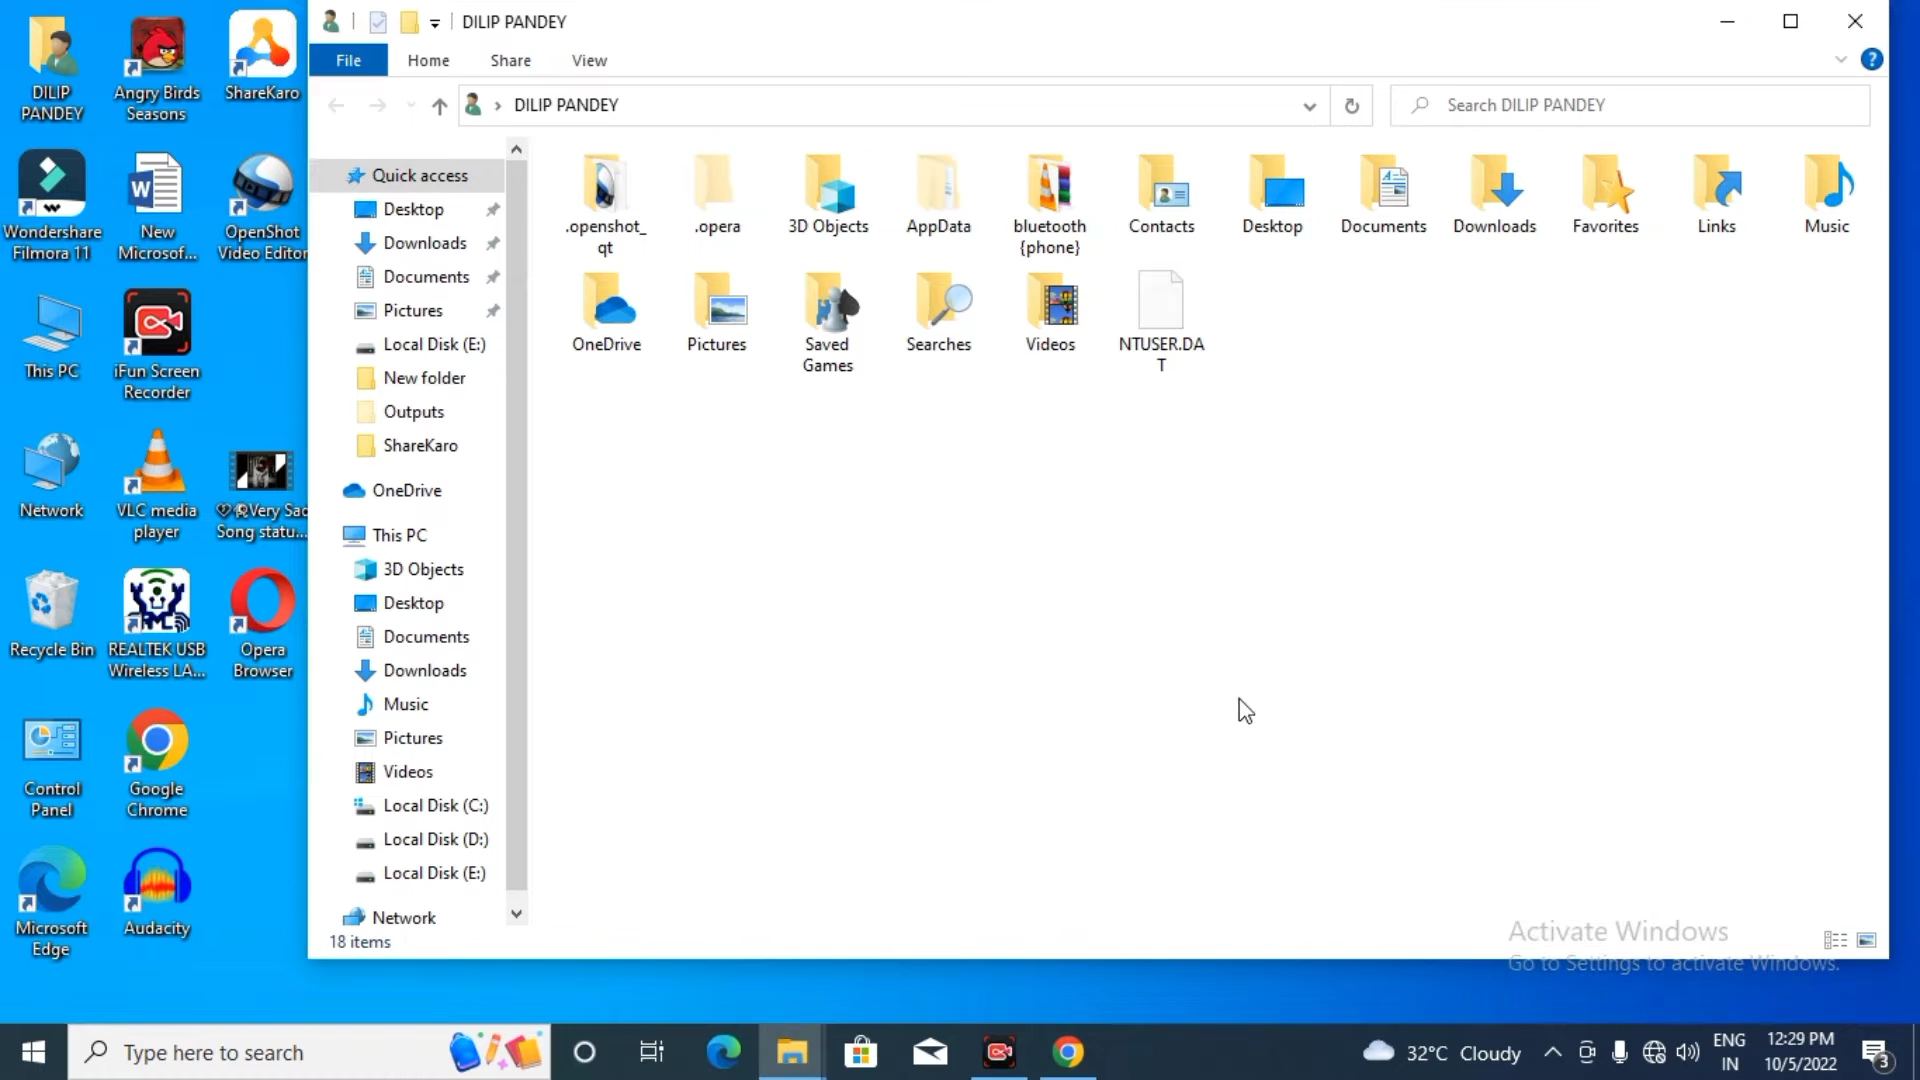 DILIP PANDEY
File Home Share View
DILIP PANDEY
Search DILIP PANDEY
DILIP
PANDEY
Angry Birds
Seasons
ShareKaro
Wondershare
Filmora 11
New
Microsof...
OpenShot
Video Editor
This PC
iFun Screen
Recorder
Network
VLC media
player
Very Sad
Song statu...
Recycle Bin
REALTEK USB
Wireless LA...
Opera
Browser
Control
Panel
Google
Chrome
Microsoft
Edge
Audacity
Quick access
Desktop
Downloads
Documents
Pictures
Local Disk (E:)
New folder
Outputs
ShareKaro
OneDrive
This PC
3D Objects
Desktop
Documents
Downloads
Music
Pictures
Videos
Local Disk (C:)
Local Disk (D:)
Local Disk (E:)
Network
18 items
.openshot_
qt
.opera
3D Objects
AppData
bluetooth
{phone}
Contacts
Desktop
Documents
Downloads
Favorites
Links
Music
OneDrive
Pictures
Saved
Games
Searches
Videos
NTUSER.DA
T
Activate Windows
Go to Settings to activate Windows.
Type here to search
32°C Cloudy
ENG
IN
12:29 PM
10/5/2022
3